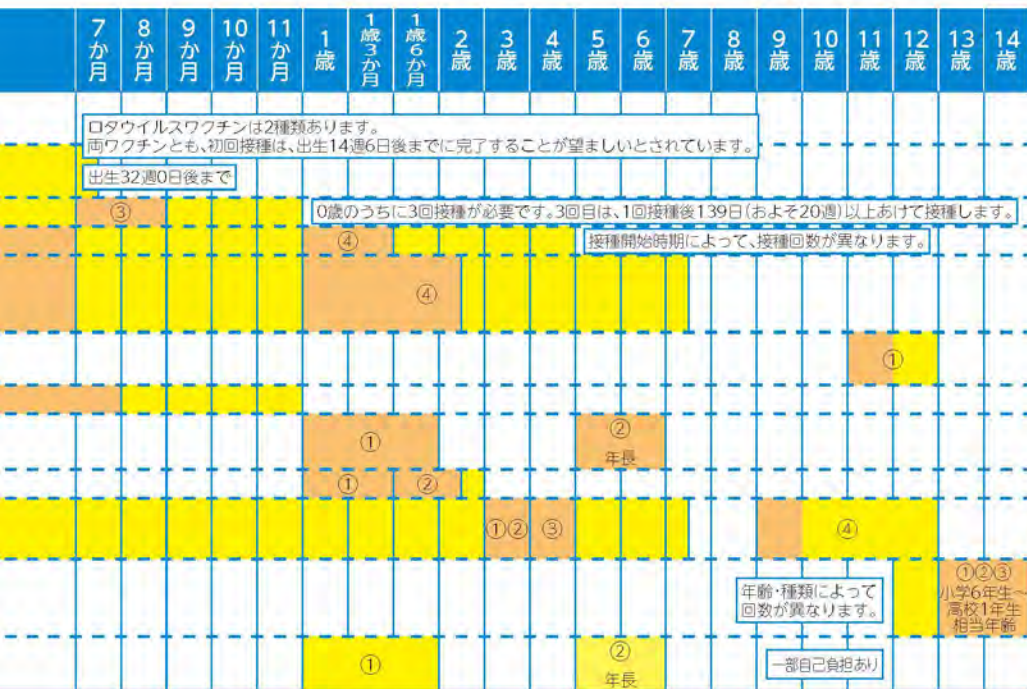 7か月 8か月 9か月 10か月 11か月 1歳 1歳3か月 1歳6か月 2歳 3歳 4歳 5歳 6歳 7歳 8歳 9歳 10歳 11歳 12歳 13歳 14歳
ロタウイルスワクチンは2種類あります。
両ワクチンとも、初回接種は、出生14週6日後までに完了することが望ましいとされています。
出生32週0日後まで
③
0歳のうちに3回接種が必要です。3回目は、1回接種後139日(およそ20週)以上あけて接種します。
④
接種開始時期によって、接種回数が異なります。
④
①
① ②
年長
① ②
①② ③ ④
年齢・種類によって
回数が異なります。
①②③
小学6年生~
高校1年生
相当年齢
① ②
年長
一部自己負担あり